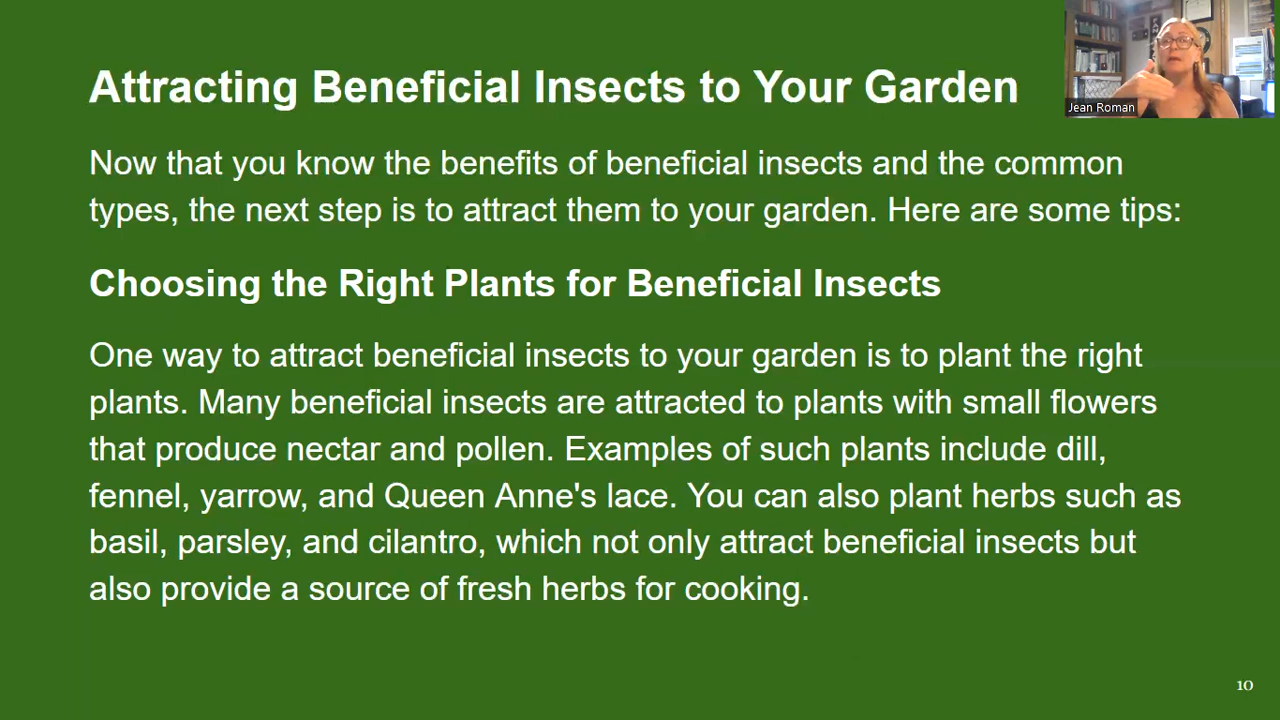 Attracting Beneficial Insects to Your Garden
Jean Roman
Now that you know the benefits of beneficial insects and the common
types, the next step is to attract them to your garden. Here are some tips:
Choosing the Right Plants for Beneficial Insects
One way to attract beneficial insects to your garden is to plant the right
plants. Many beneficial insects are attracted to plants with small flowers
that produce nectar and pollen. Examples of such plants include dill,
fennel, yarrow, and Queen Anne's lace. You can also plant herbs such as
basil, parsley, and cilantro, which not only attract beneficial insects but
also provide a source of fresh herbs for cooking.
10